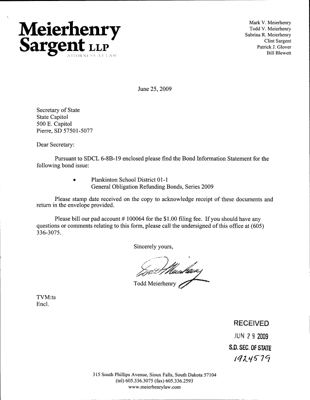 Meierhenry
Sargent LLP
ATTORNEYS AT LAW
Mark V. Meierhenry
Todd V. Meierhenry
Sabrina R. Meierhenry
Clint Sargent
Patrick J. Glover
Bill Blewett
June 25, 2009
Secretary of State
State Capitol
500 E. Capitol
Pierre, SD 57501-5077
Dear Secretary:
Pursuant to SDCL 6-8B-19 enclosed please find the Bond Information Statement for the
following bond issue:
• Plankinton School District 01-1
General Obligation Refunding Bonds, Series 2009
Please stamp date received on the copy to acknowledge receipt of these documents and
return in the envelope provided.
Please bill our pad account # 100064 for the $1.00 filing fee. If you should have any
questions or comments relating to this form, please call the undersigned of this office at (605)
336-3075.
Sincerely yours,
Todd Meierhenry
TVM:ts
Encl.
RECEIVED
JUN 29 2009
S.D. SEC. OF STATE
1924579
315 South Phillips Avenue, Sioux Falls, South Dakota 57104
(tel) 605.336.3075 (fax) 605.336.2593
www.meierhenrylaw.com